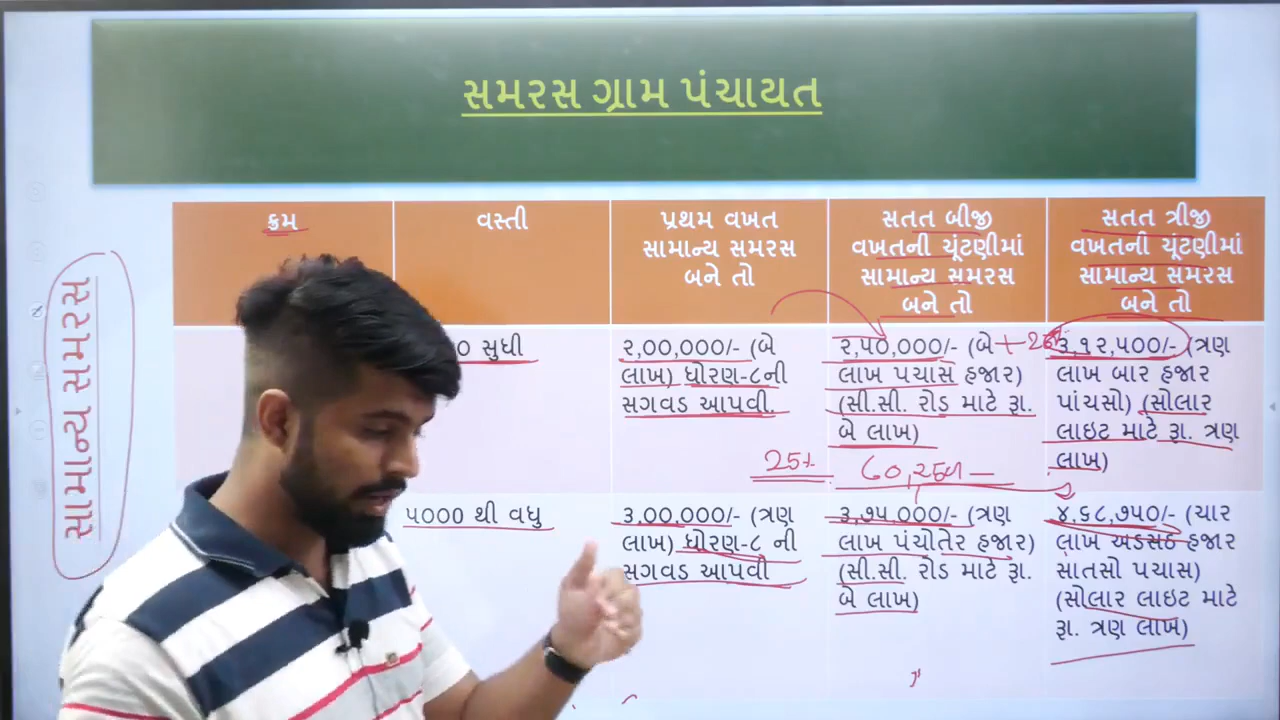 સમરસ ગ્રામ પંચાયત
સામાન્ય સમરસ
ક્રમ
વસ્તી
પ્રથમ વખત
સામાન્ય સમરસ
બને તો
સતત બીજી
વખતની ચૂંટણીમાં
સામાન્ય સમરસ
બને તો
સતત ત્રીજી
વખતની ચૂંટણીમાં
સામાન્ય સમરસ
બને તો
સુધી
૨,૦૦,૦૦૦/- (બે
લાખ) ધોરણ-૮ની
સગવડ આપવી.
૨,૫૦,૦૦૦/- (બે
લાખ પચાસ હજાર)
(સી.સી. રોડ માટે રૂા.
બે લાખ)
૩,૧૨,૫૦૦/- (ત્રણ
લાખ બાર હજાર
પાંચસો) (સોલાર
લાઇટ માટે રૂા. ત્રણ
લાખ)
25%
૫૦૦૦ થી વધુ
૩,૦૦,૦૦૦/- (ત્રણ
લાખ) ધોરણ-૮ ની
સગવડ આપવી
૩,૭૫,૦૦૦/- (ત્રણ
લાખ પંચોતેર હજાર)
(સી.સી. રોડ માટે રૂા.
બે લાખ)
૪,૬૮,૭૫૦/- (ચાર
લાખ અડસઠ હજાર
સાતસો પચાસ)
(સોલાર લાઇટ માટે
રૂા. ત્રણ લાખ)